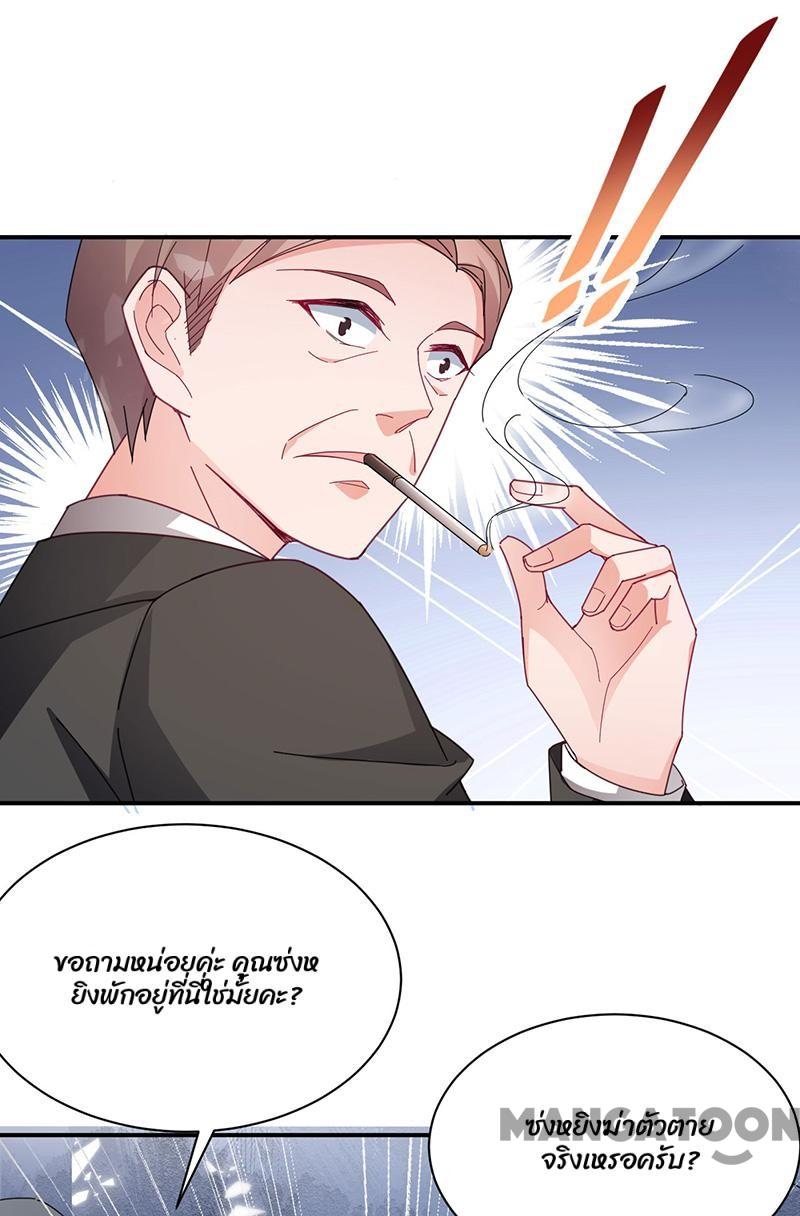 !!
ขอถามหน่อยค่ะ คุณซ่งห
ยิงพักอยู่ที่นี่ใช่มั้ยคะ?
ซ่งหยิงฆ่าตัวตาย
จริงเหรอครับ?
MANGATOON